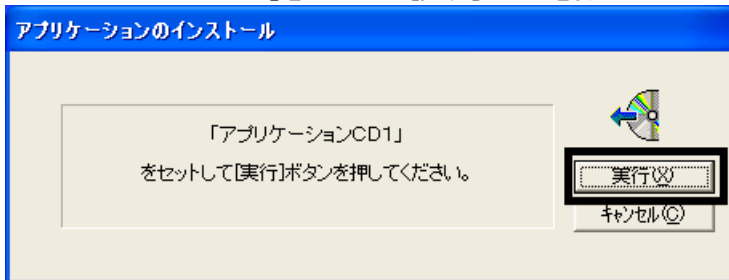 アプリケーションのインストール
「アプリケーションCD1」
をセットして[実行]ボタンを押してください。
実行(X)
キャンセル(C)